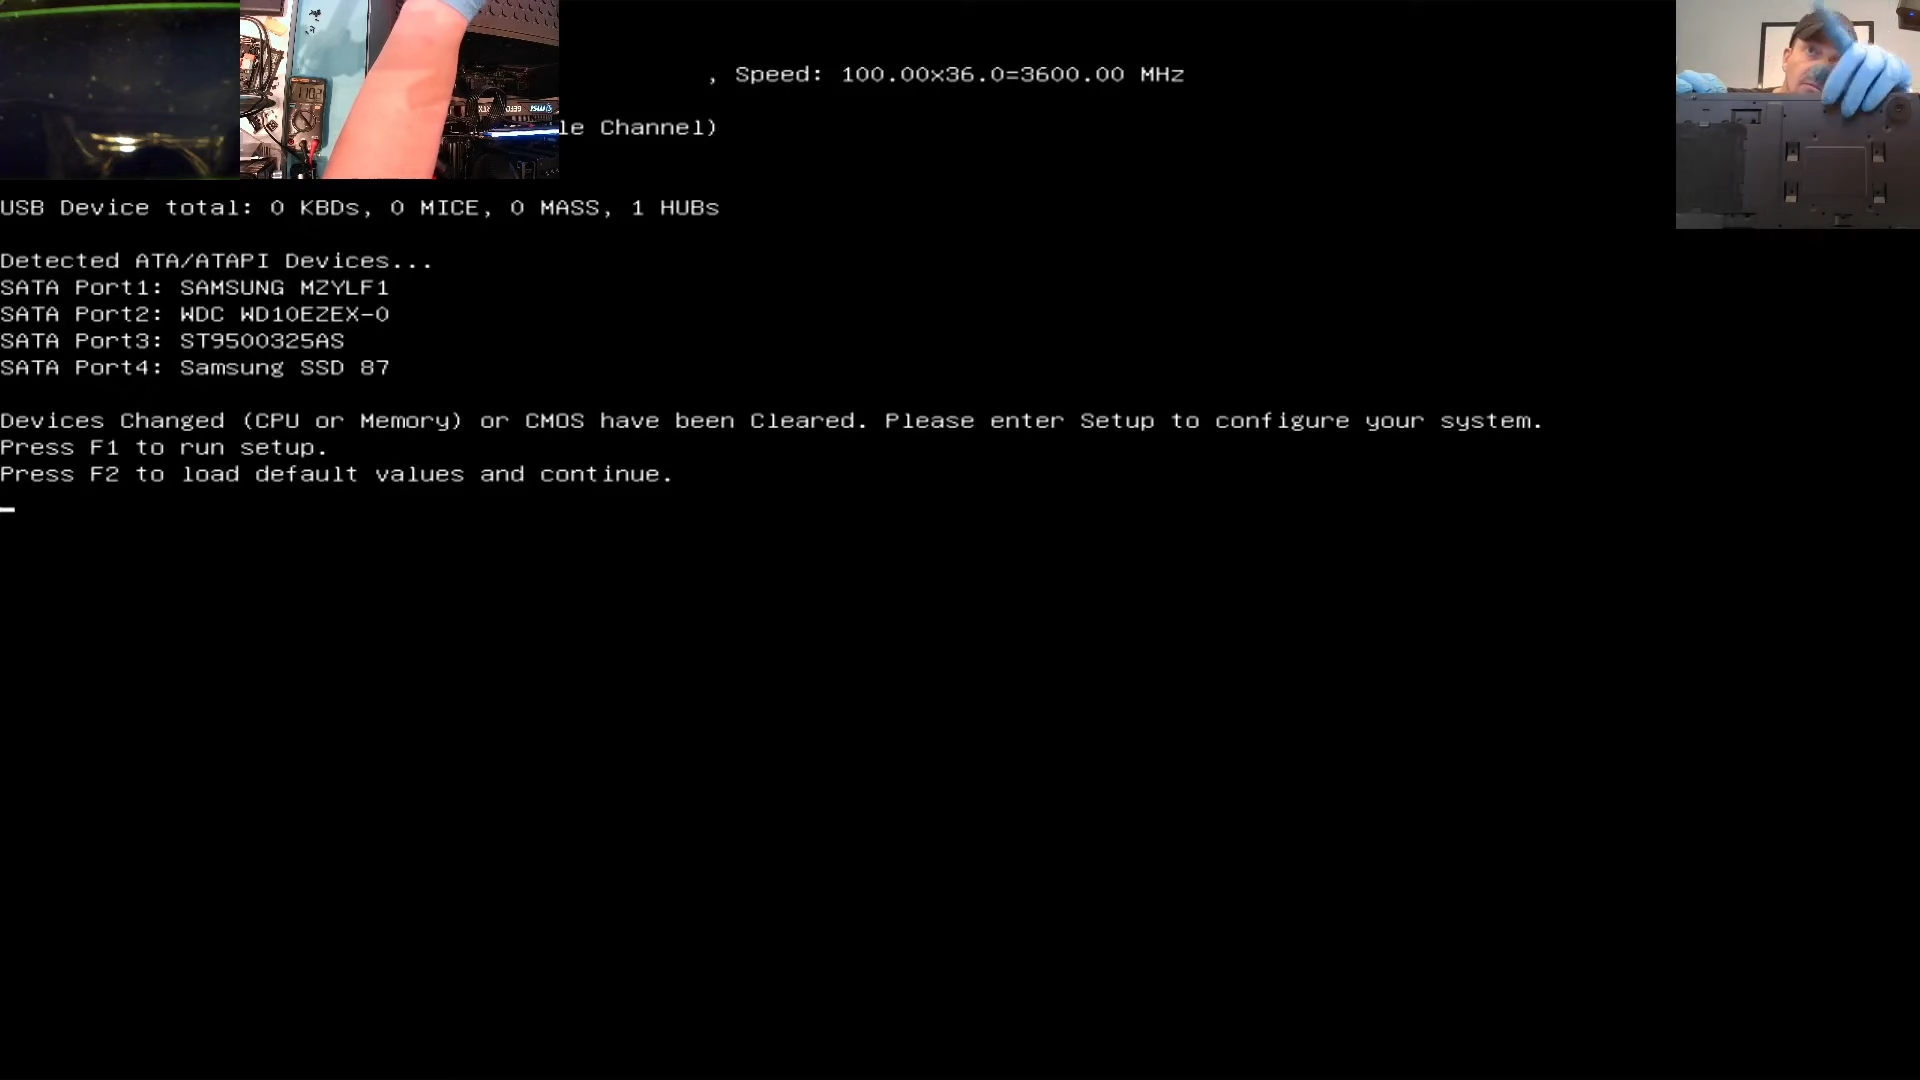 , Speed: 100.00x36.0=3600.00 MHz
le Channel)
USB Device total: 0 KBDs, 0 MICE, 0 MASS, 1 HUBs
Detected ATA/ATAPI Devices...
SATA Port1: SAMSUNG MZYLF1
SATA Port2: WDC WD10EZEX-0
SATA Port3: ST9500325AS
SATA Port4: Samsung SSD 87
Devices Changed (CPU or Memory) or CMOS have been Cleared. Please enter Setup to configure your system.
Press F1 to run setup.
Press F2 to load default values and continue.